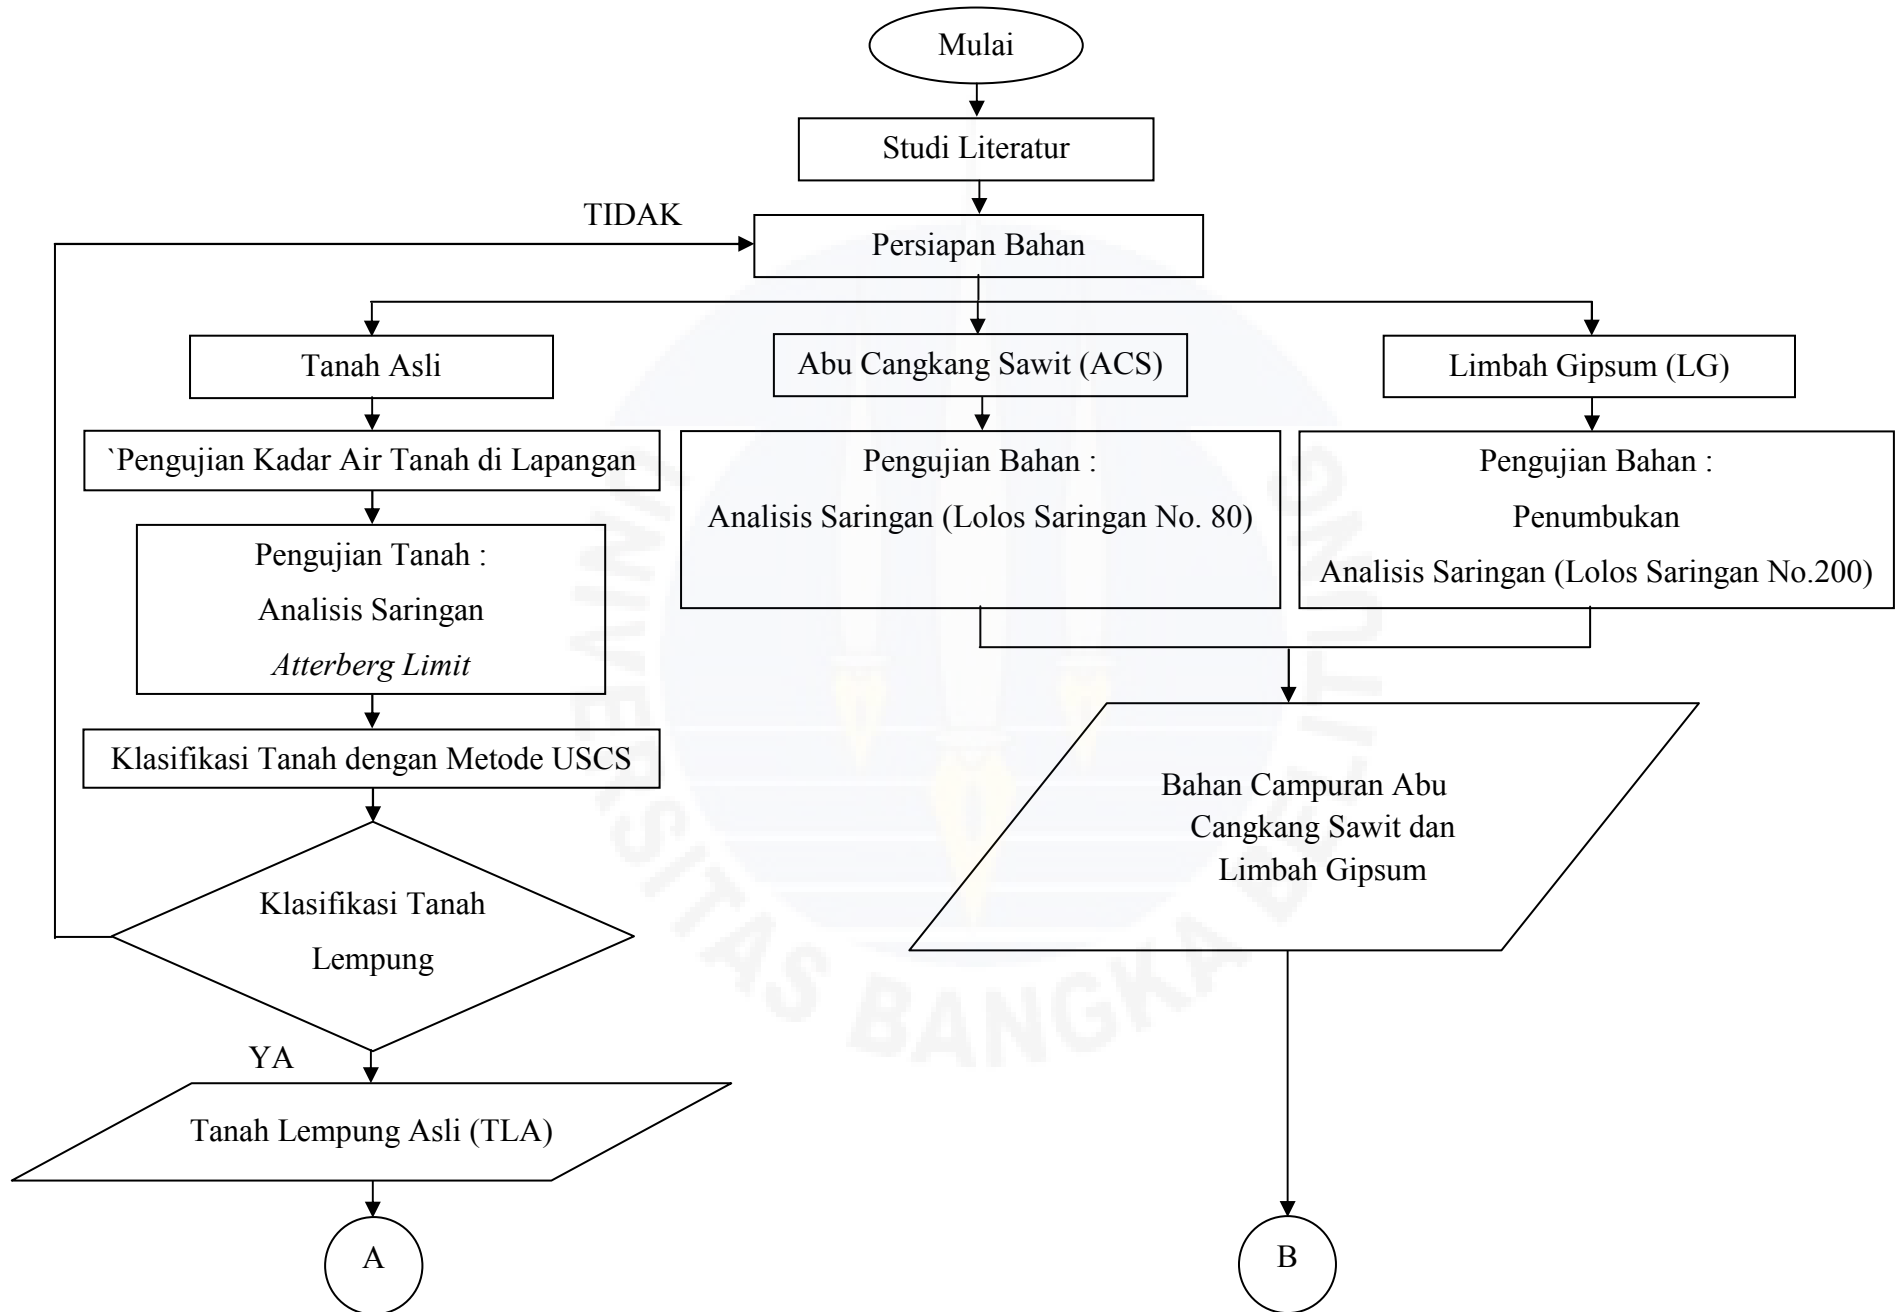 Mulai
Studi Literatur
TIDAK
Persiapan Bahan
Tanah Asli
Abu Cangkang Sawit (ACS)
Limbah Gipsum (LG)
`Pengujian Kadar Air Tanah di Lapangan
Pengujian Bahan :
Analisis Saringan (Lolos Saringan No. 80)
Pengujian Bahan :
Penumbukan
Analisis Saringan (Lolos Saringan No.200)
Pengujian Tanah :
Analisis Saringan
Atterberg Limit
Klasifikasi Tanah dengan Metode USCS
Bahan Campuran Abu
Cangkang Sawit dan
Limbah Gipsum
Klasifikasi Tanah
Lempung
YA
Tanah Lempung Asli (TLA)
A
B
UNIVERSITAS BANGKA BELITUNG